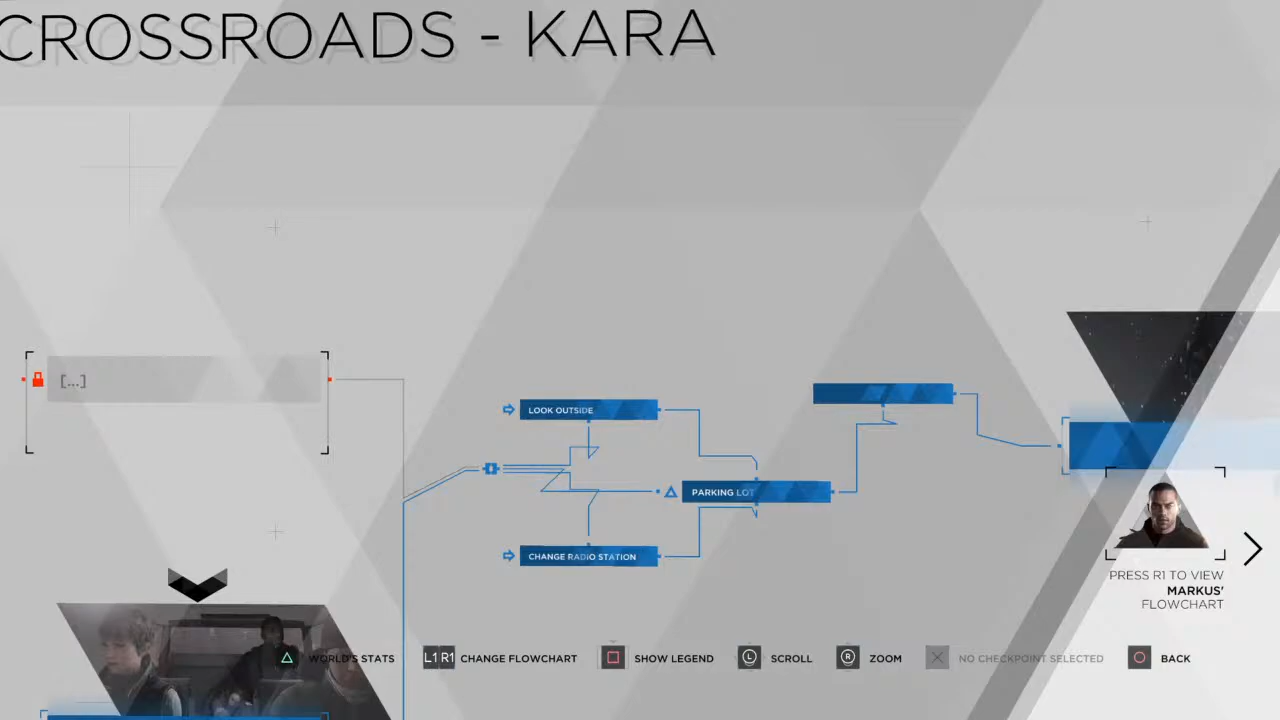 CROSSROADS - KARA
[...]
LOOK OUTSIDE
PARKING LOT
CHANGE RADIO STATION
PRESS R1 TO VIEW
MARKUS'
FLOWCHART
WORLD'S STATS
L1 R1 CHANGE FLOWCHART
SHOW LEGEND
L SCROLL
R ZOOM
NO CHECKPOINT SELECTED
BACK